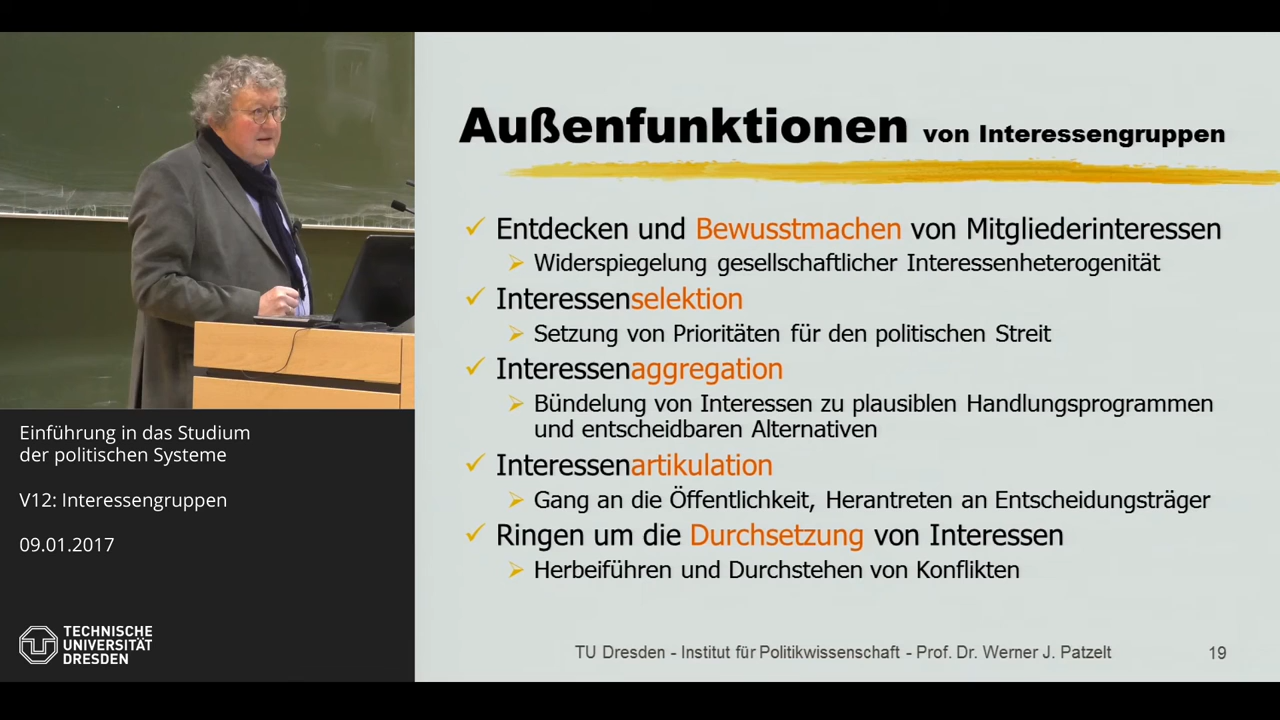 Außenfunktionen von Interessengruppen
Entdecken und Bewusstmachen von Mitgliederinteressen
Widerspiegelung gesellschaftlicher Interessenheterogenität
Interessenselektion
Setzung von Prioritäten für den politischen Streit
Interessenaggregation
Bündelung von Interessen zu plausiblen Handlungsprogrammen
und entscheidbaren Alternativen
Interessenartikulation
Gang an die Öffentlichkeit, Herantreten an Entscheidungsträger
Ringen um die Durchsetzung von Interessen
Herbeiführen und Durchstehen von Konflikten
TU Dresden - Institut für Politikwissenschaft - Prof. Dr. Werner J. Patzelt
19
Einführung in das Studium
der politischen Systeme
V12: Interessengruppen
09.01.2017
TECHNISCHE
UNIVERSITÄT
DRESDEN